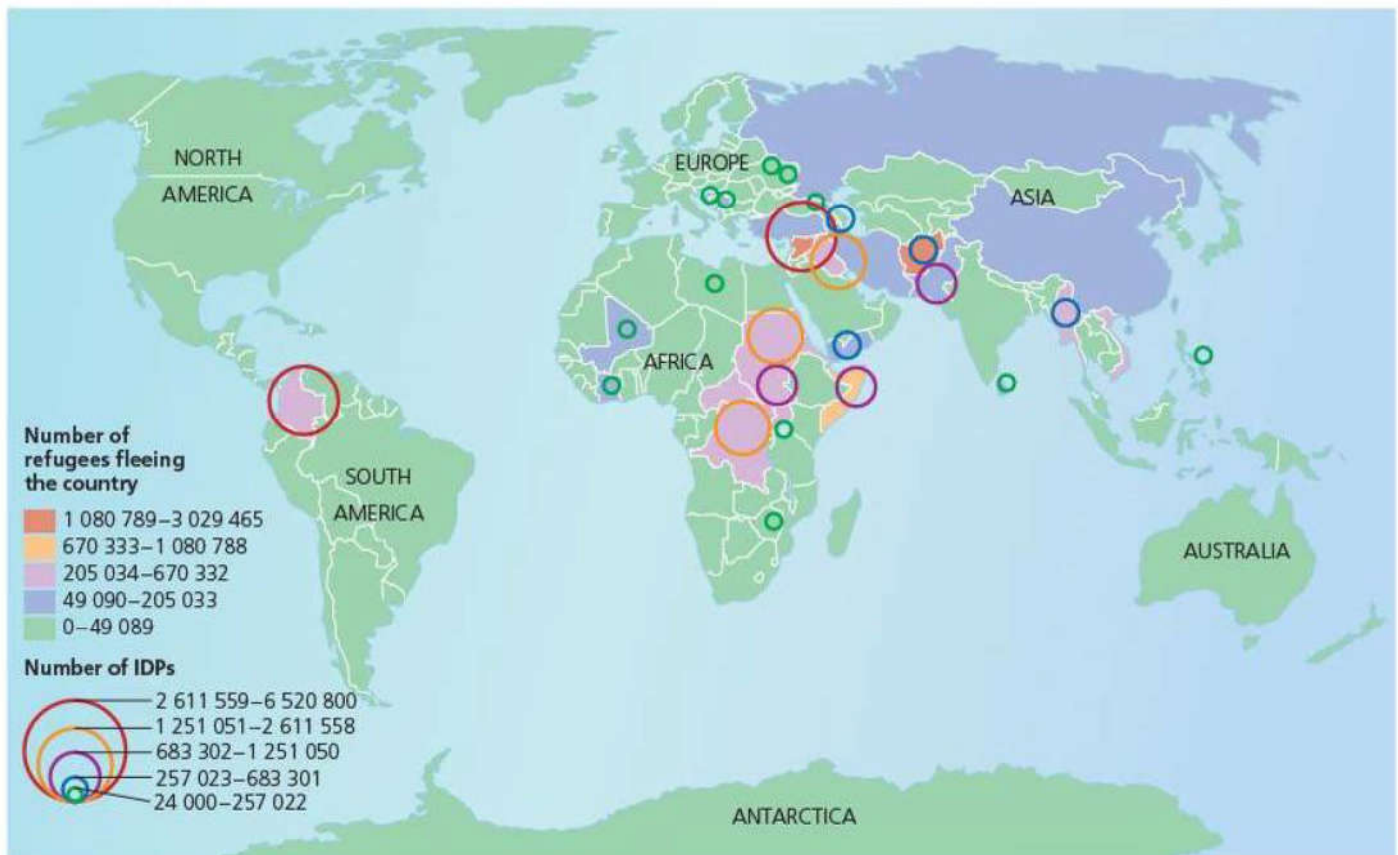 NORTH
AMERICA
EUROPE
ASIA
AFRICA
SOUTH
AMERICA
AUSTRALIA
ANTARCTICA
Number of
refugees fleeing
the country
1 080 789–3 029 465
670 333–1 080 788
205 034–670 332
49 090–205 033
0–49 089
Number of IDPs
2 611 559–6 520 800
1 251 051–2 611 558
683 302–1 251 050
257 023–683 301
24 000–257 022